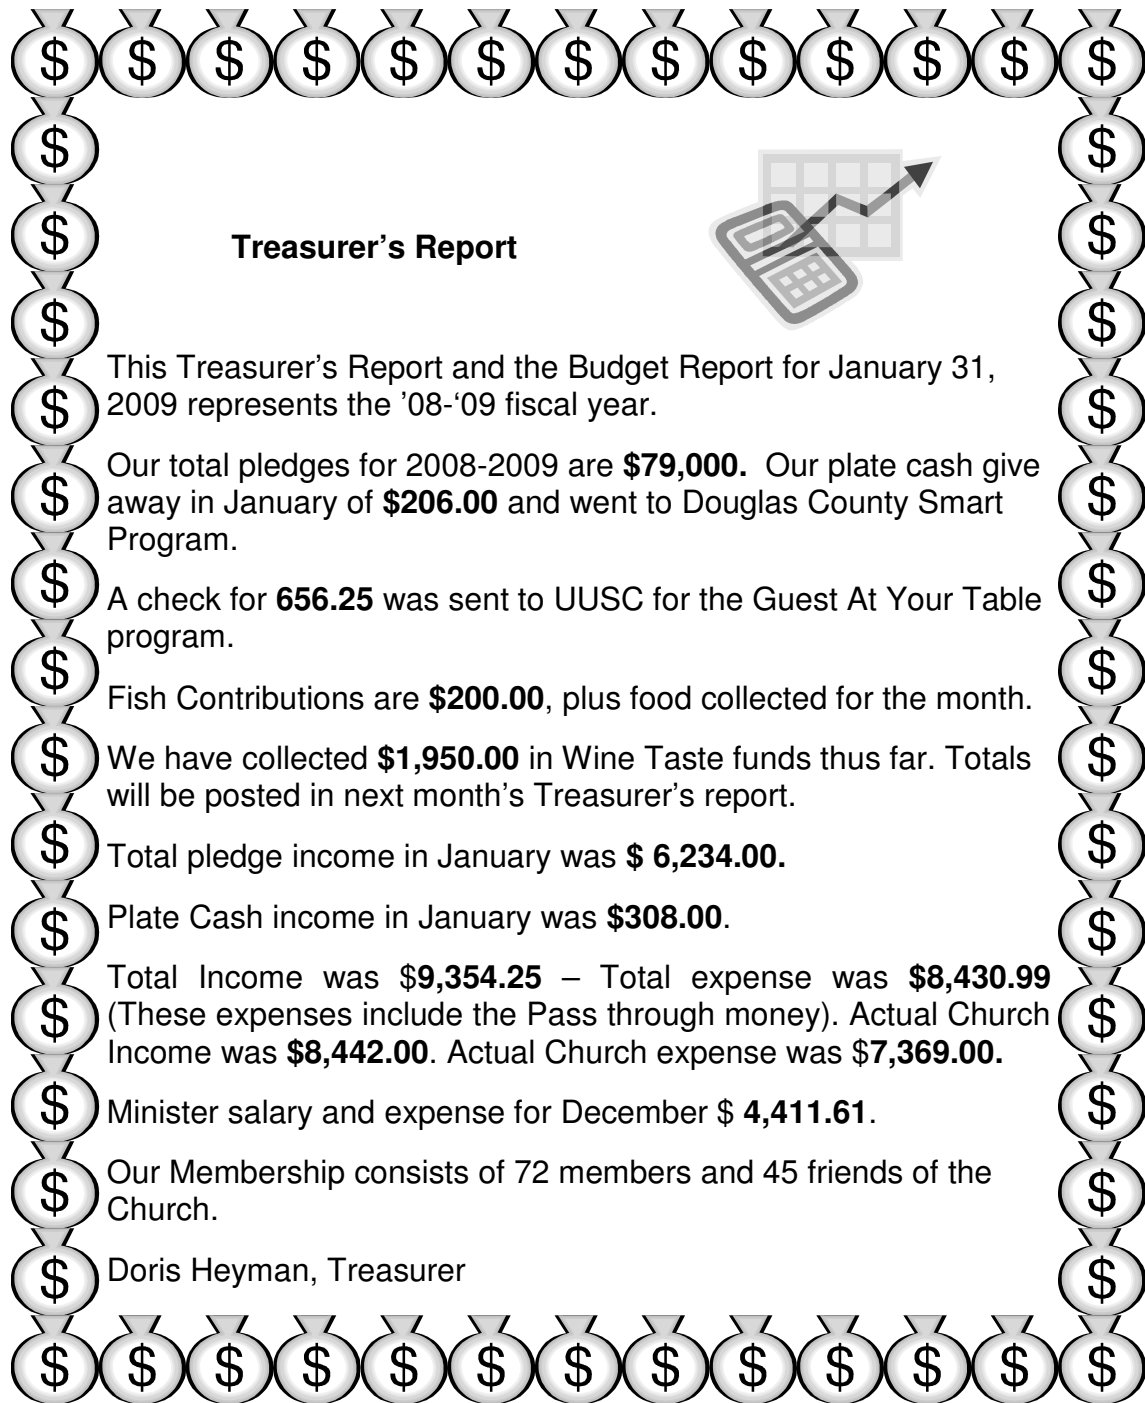 $ $ $ $ $ $ $ $ $ $ $ $ $
Treasurer's Report
This Treasurer's Report and the Budget Report for January 31,
2009 represents the ’08-‘09 fiscal year.
Our total pledges for 2008-2009 are $79,000. Our plate cash give
away in January of $206.00 and went to Douglas County Smart
Program.
A check for 656.25 was sent to UUSC for the Guest At Your Table
program.
Fish Contributions are $200.00, plus food collected for the month.
We have collected $1,950.00 in Wine Taste funds thus far. Totals
will be posted in next month’s Treasurer’s report.
Total pledge income in January was $ 6,234.00.
Plate Cash income in January was $308.00.
Total Income was $9,354.25 – Total expense was $8,430.99
(These expenses include the Pass through money). Actual Church
Income was $8,442.00. Actual Church expense was $7,369.00.
Minister salary and expense for December $ 4,411.61.
Our Membership consists of 72 members and 45 friends of the
Church.
Doris Heyman, Treasurer
$ $ $ $ $ $ $ $ $ $ $ $ $